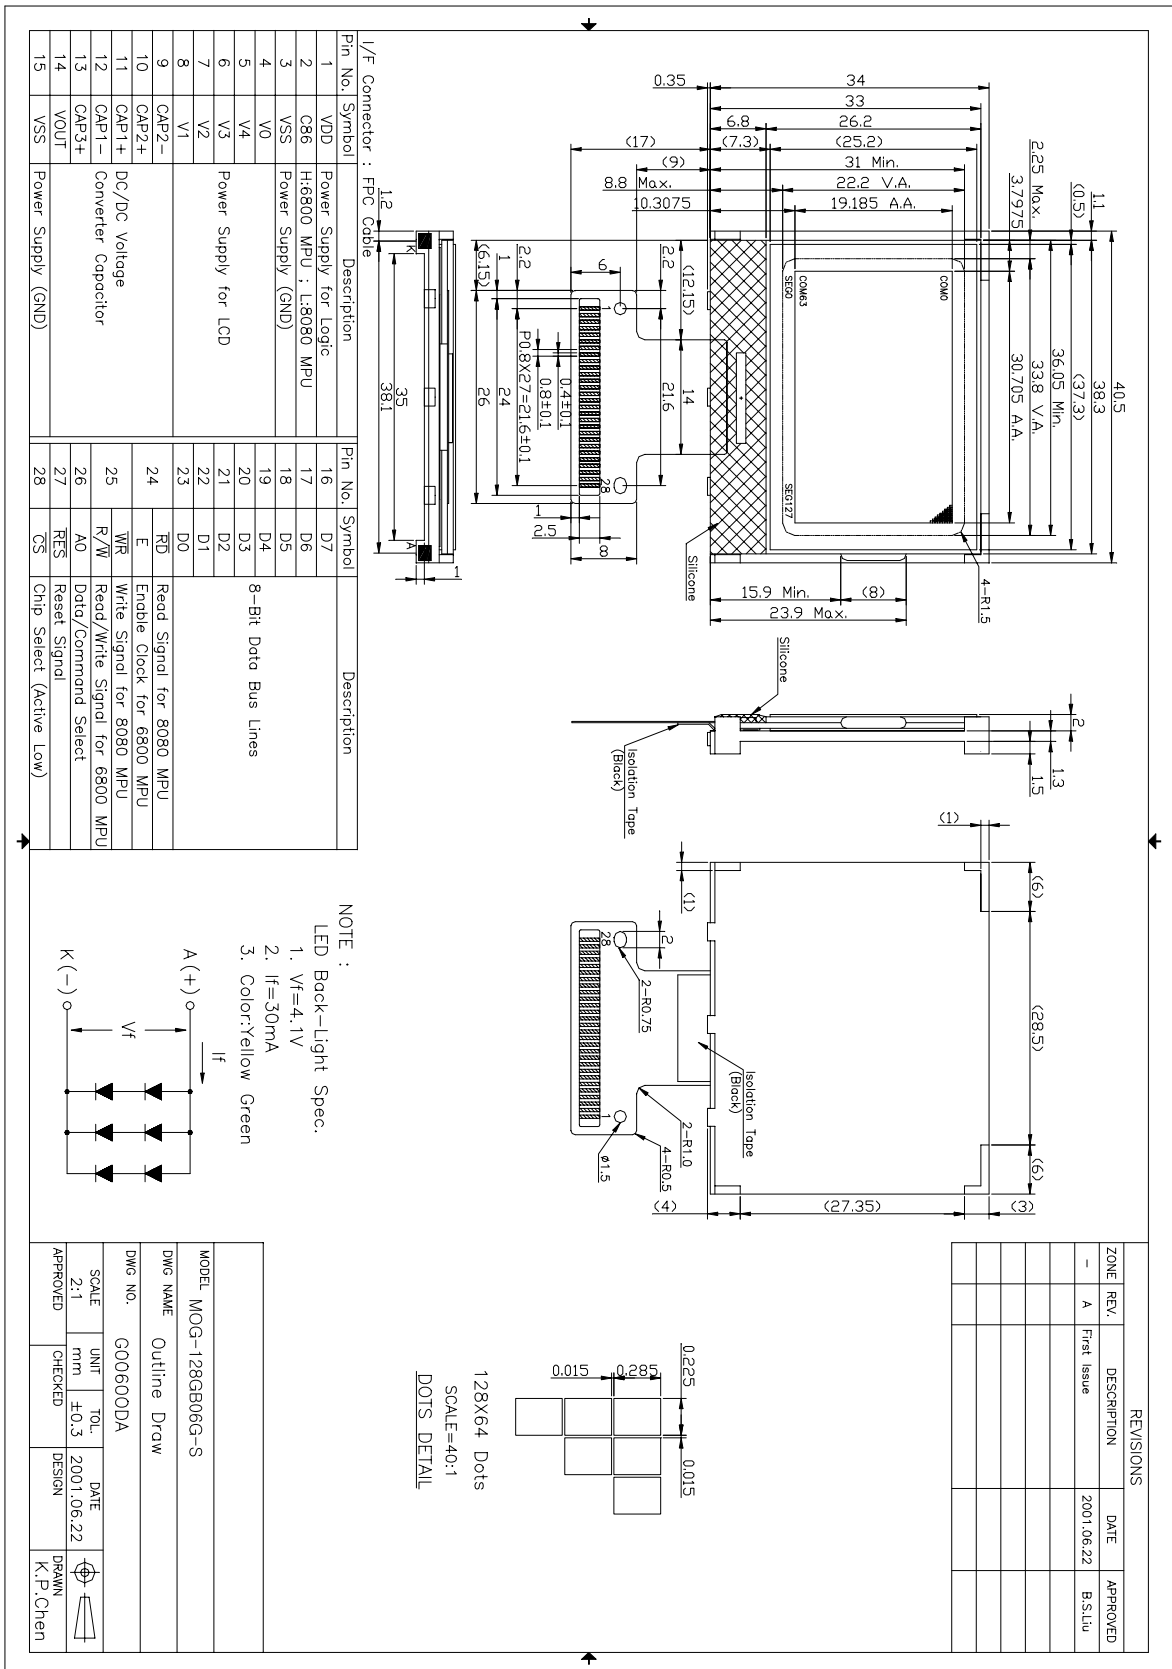 REVISIONS
ZONE REV. DESCRIPTION DATE APPROVED
- A First Issue 2001.06.22 B.S.Liu
40.5
38.3
(37.3)
36.05 Min.
33.8 V.A.
30.705 A.A.
1.1
(0.5)
2.25 Max.
3.7975
34
33
26.2
6.8
(25.2)
(7.3)
31 Min.
22.2 V.A.
8.8 Max.
19.185 A.A.
10.3075
0.35
(17)
(9)
COM0
COM63
SEG0
SEG127
4-R1.5
(8)
15.9 Min.
23.9 Max.
Silicone
(12.15)
14
2.2
21.6
6
1
28
P0.8X27=21.6±0.1
0.4±0.1
0.8±0.1
24
26
2.2
1
(6.15)
1
2.5
8
K
A
35
38.1
1.2
1
Silicone
Isolation Tape
(Black)
2
1.3
1.5
(1)
(6)
(28.5)
(6)
(1)
(4)
(27.35)
(3)
28
1
2
2-R0.75
Isolation Tape
(Black)
2-R1.0
4-R0.5
ø1.5
0.225
0.015
0.285
0.015
128X64 Dots
SCALE=40:1
DOTS DETAIL
I/F Connector : FPC Cable
Pin No. Symbol Description
1 VDD Power Supply for Logic
2 C86 H:6800 MPU ; L:8080 MPU
3 VSS Power Supply (GND)
4 V0
5 V4
6 V3 Power Supply for LCD
7 V2
8 V1
9 CAP2-
10 CAP2+
11 CAP1+ DC/DC Voltage
12 CAP1- Converter Capacitor
13 CAP3+
14 VOUT
15 VSS Power Supply (GND)
Pin No. Symbol Description
16 D7
17 D6
18 D5
19 D4
20 D3 8-Bit Data Bus Lines
21 D2
22 D1
23 D0
24 RD Read Signal for 8080 MPU
E Enable Clock for 6800 MPU
25 WR Write Signal for 8080 MPU
R/W Read/Write Signal for 6800 MPU
26 A0 Data/Command Select
27 RES Reset Signal
28 CS Chip Select (Active Low)
NOTE :
LED Back-Light Spec.
1. Vf=4.1V
2. If=30mA
3. Color:Yellow Green
If
A(+)
Vf
K(-)
MODEL MOG-128GB06G-S
DWG NAME Outline Draw
DWG NO. G00600DA
SCALE UNIT TOL. DATE
2:1 mm ±0.3 2001.06.22
APPROVED CHECKED DESIGN DRAWN
K.P.Chen